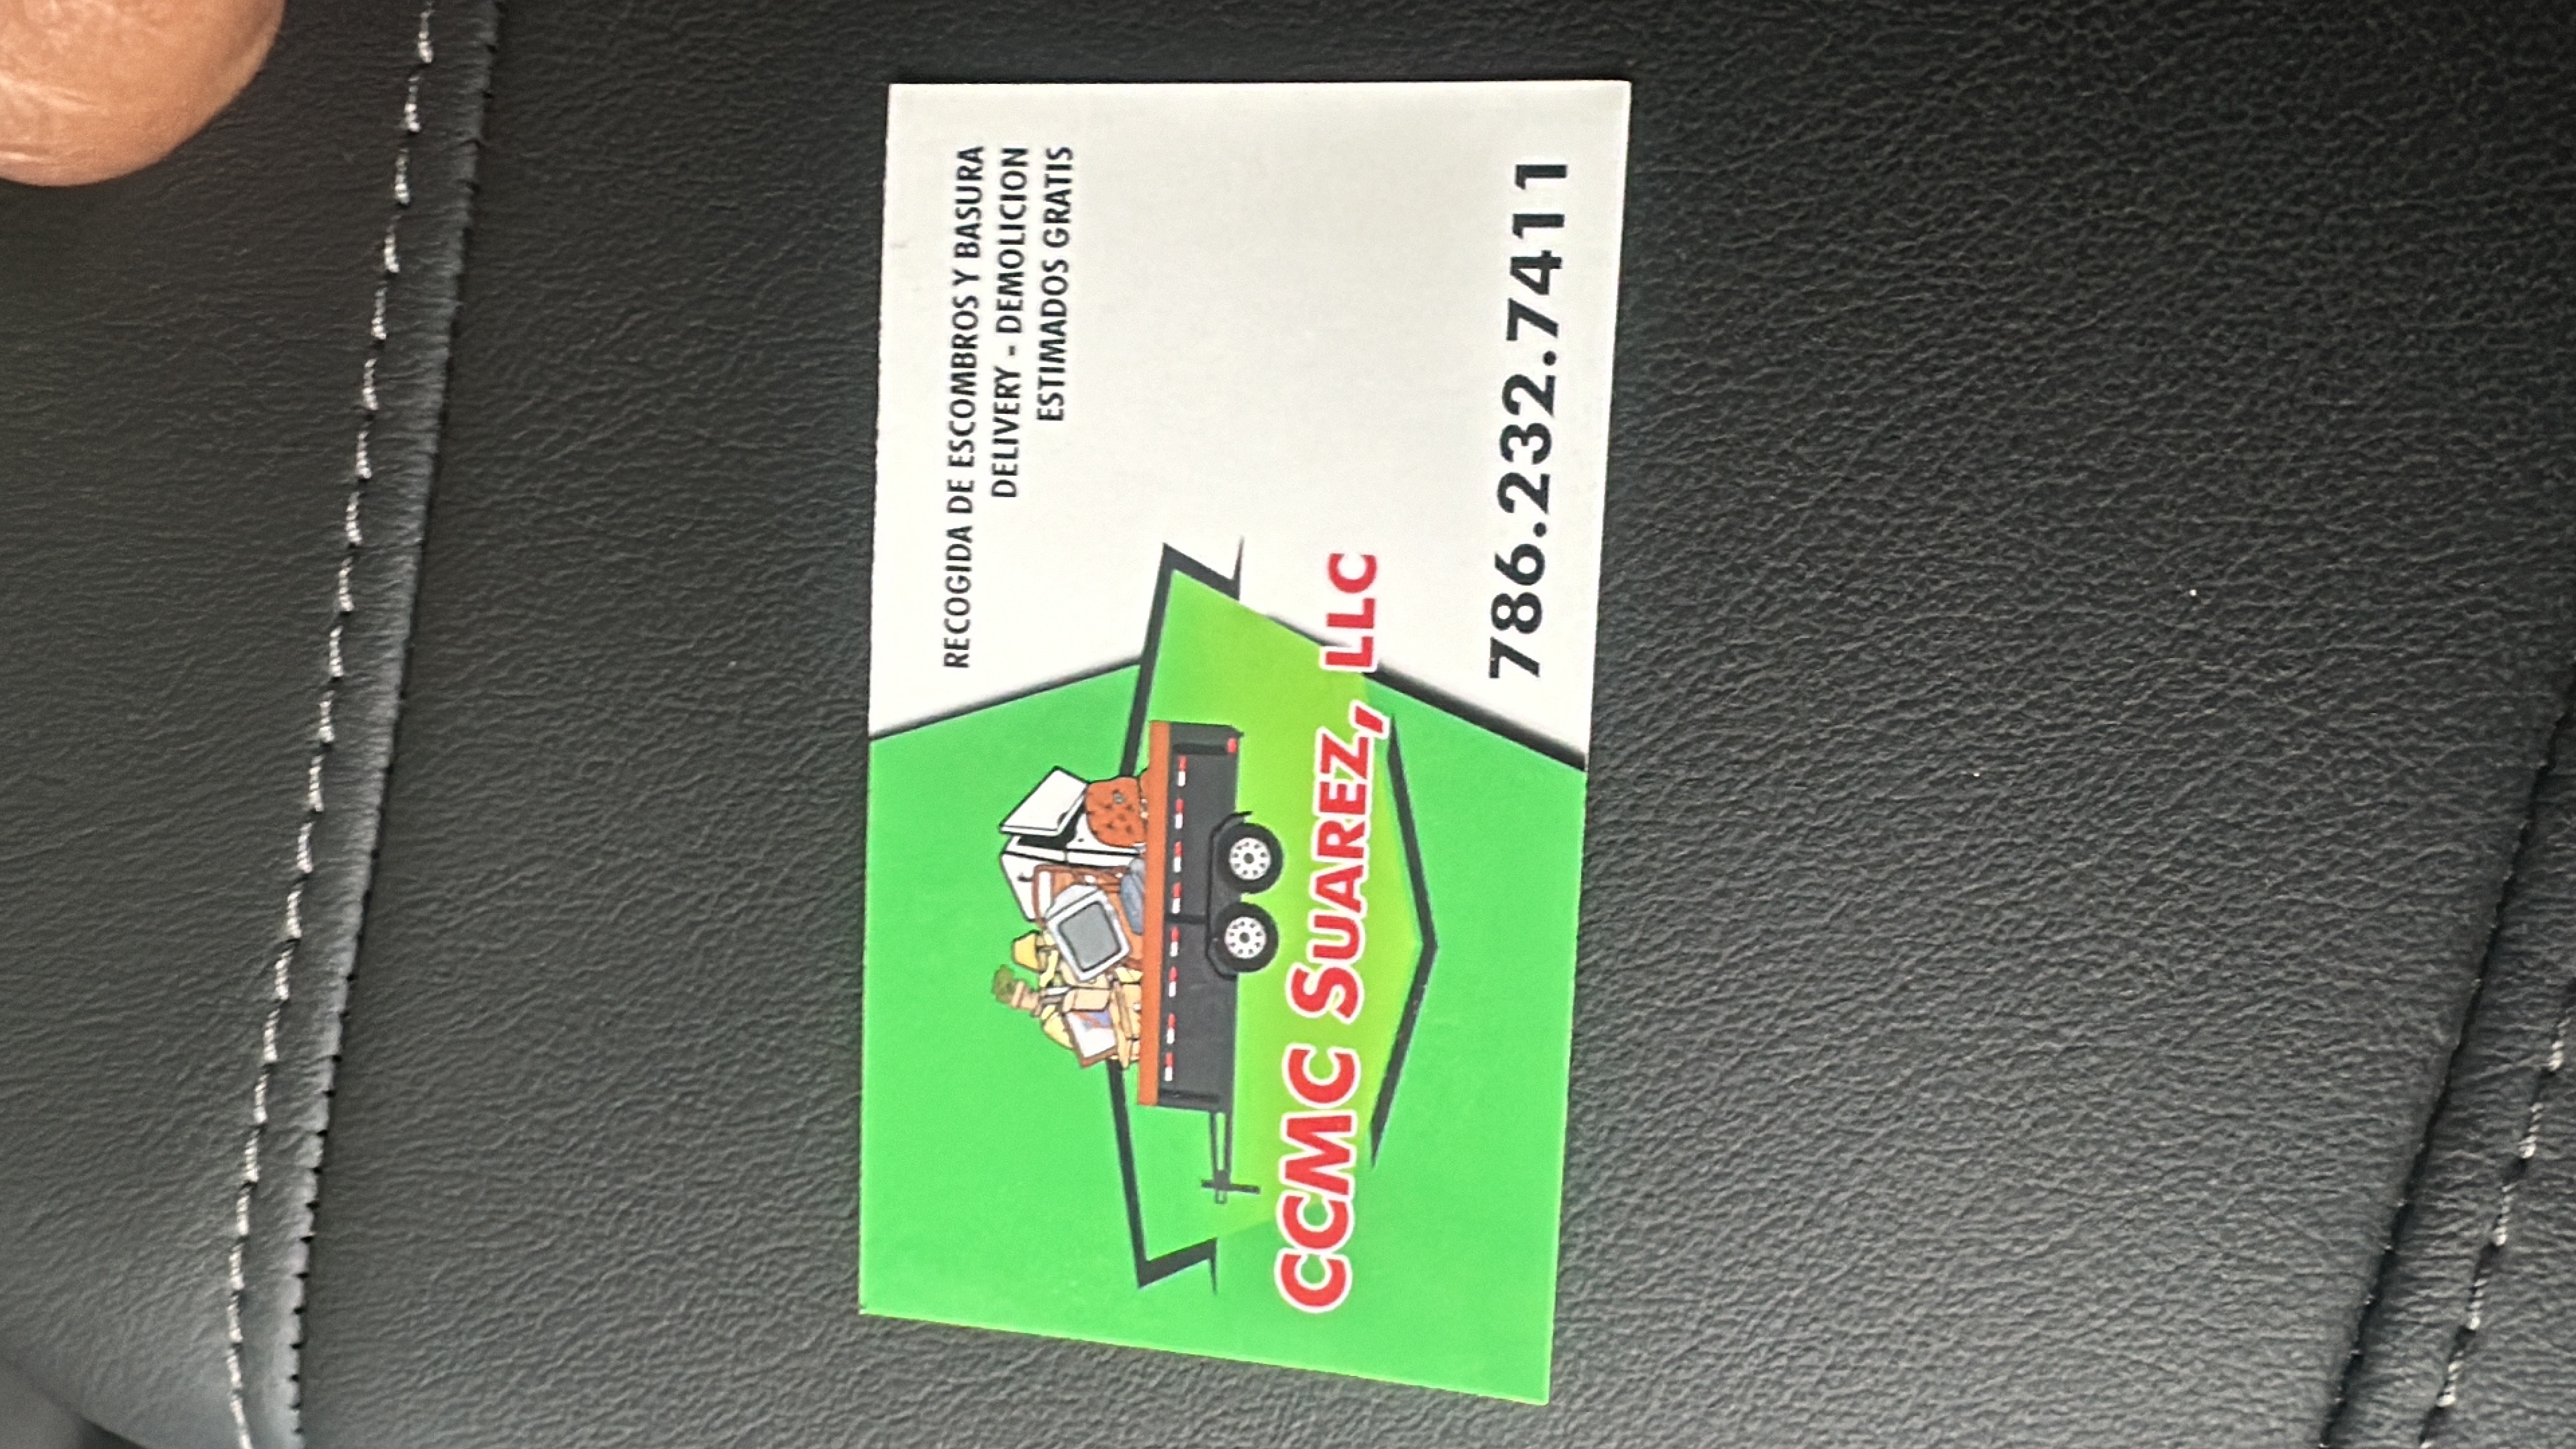 RECOGIDA DE ESCOMBROS Y BASURA
DELIVERY - DEMOLICION
ESTIMADOS GRATIS
CCMC SUAREZ, LLC
786.232.7411